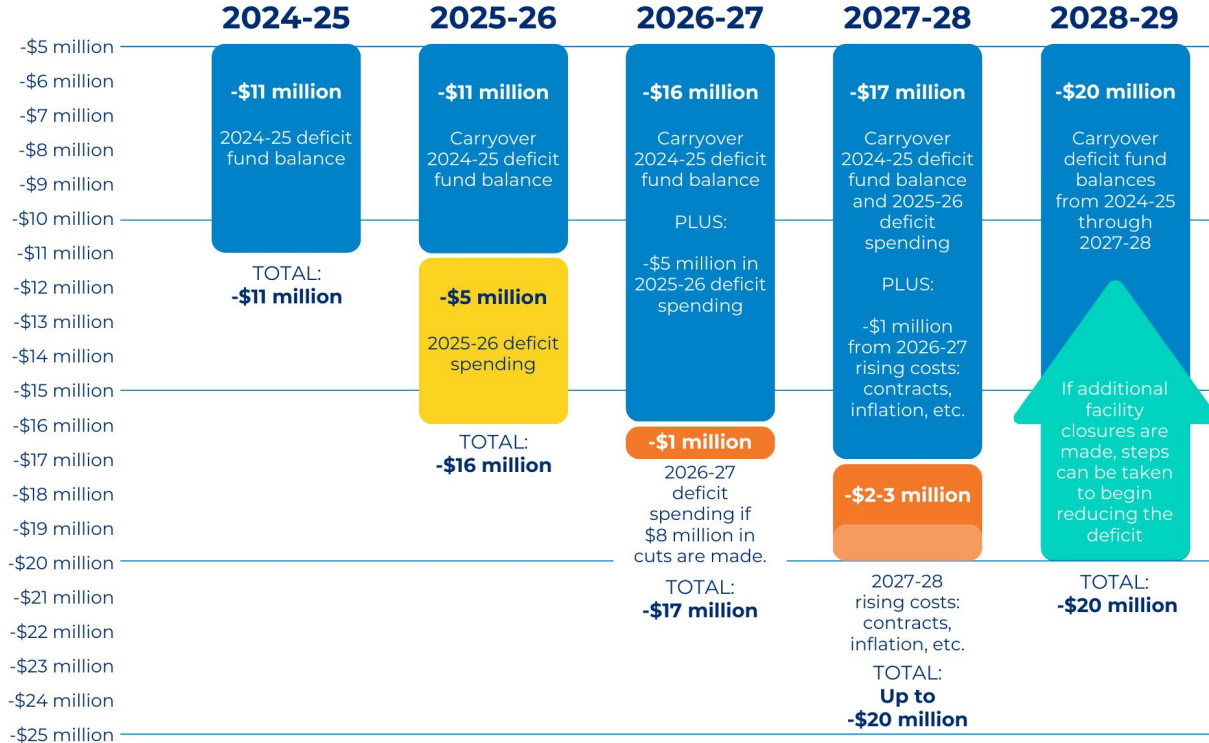 2024-25
2025-26
2026-27
2027-28
2028-29
-$5 million
-$6 million
-$7 million
-$8 million
-$9 million
-$10 million
-$11 million
-$12 million
-$13 million
-$14 million
-$15 million
-$16 million
-$17 million
-$18 million
-$19 million
-$20 million
-$21 million
-$22 million
-$23 million
-$24 million
-$25 million
-$11 million
2024-25 deficit
fund balance
TOTAL:
-$11 million
-$11 million
Carryover
2024-25 deficit
fund balance
-$5 million
2025-26 deficit
spending
TOTAL:
-$16 million
-$16 million
Carryover
2024-25 deficit
fund balance
PLUS:
-$5 million in
2025-26 deficit
spending
-$1 million
2026-27
deficit
spending if
$8 million in
cuts are made.
TOTAL:
-$17 million
-$17 million
Carryover
2024-25 deficit
fund balance
and 2025-26
deficit
spending
PLUS:
-$1 million
from 2026-27
rising costs:
contracts,
inflation, etc.
-$2-3 million
2027-28
rising costs:
contracts,
inflation, etc.
TOTAL:
Up to
-$20 million
-$20 million
Carryover
deficit fund
balances
from 2024-25
through
2027-28
If additional
facility
closures are
made, steps
can be taken
to begin
reducing the
deficit
TOTAL:
-$20 million